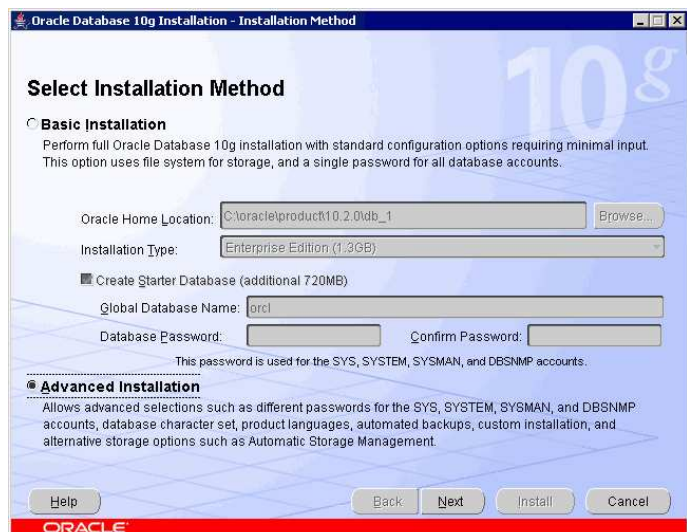 Oracle Database 10g Installation - Installation Method
10g
Select Installation Method
Basic Installation
Perform full Oracle Database 10g installation with standard configuration options requiring minimal input.
This option uses file system for storage, and a single password for all database accounts.
Oracle Home Location: C:\oracle\product\10.2.0\db_1 Browse...
Installation Type: Enterprise Edition (1.3GB)
Create Starter Database (additional 720MB)
Global Database Name: orcl
Database Password: Confirm Password:
This password is used for the SYS, SYSTEM, SYSMAN, and DBSNMP accounts.
Advanced Installation
Allows advanced selections such as different passwords for the SYS, SYSTEM, SYSMAN, and DBSNMP
accounts, database character set, product languages, automated backups, custom installation, and
alternative storage options such as Automatic Storage Management.
Help Back Next Install Cancel
ORACLE